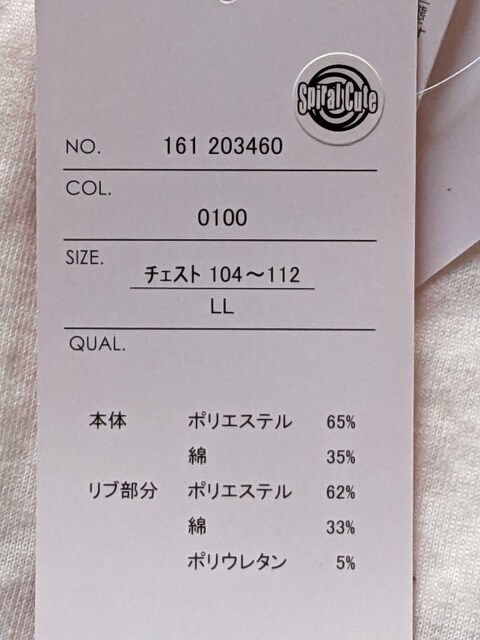 Spiral Cute
NO. 161 203460
COL.
0100
SIZE.
チェスト 104～112
LL
QUAL.
本体 ポリエステル 65%
綿 35%
リブ部分 ポリエステル 62%
綿 33%
ポリウレタン 5%